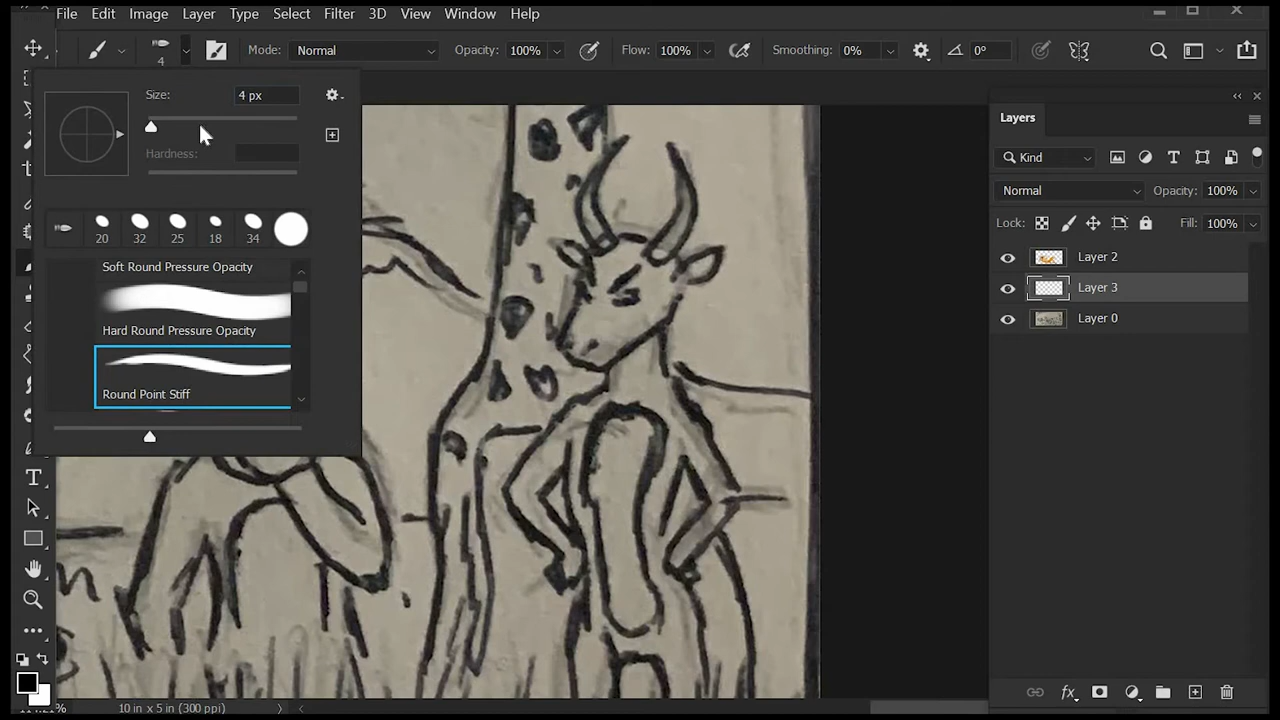 File Edit Image Layer Type Select Filter 3D View Window Help
4 Mode: Normal Opacity: 100% Flow: 100% Smoothing: 0% 0°
Size: 4 px
Hardness:
20 32 25 18 34
Soft Round Pressure Opacity
Hard Round Pressure Opacity
Round Point Stiff
Layers
Kind
Normal Opacity: 100%
Lock: Fill: 100%
Layer 2
Layer 3
Layer 0
10 in x 5 in (300 ppi)